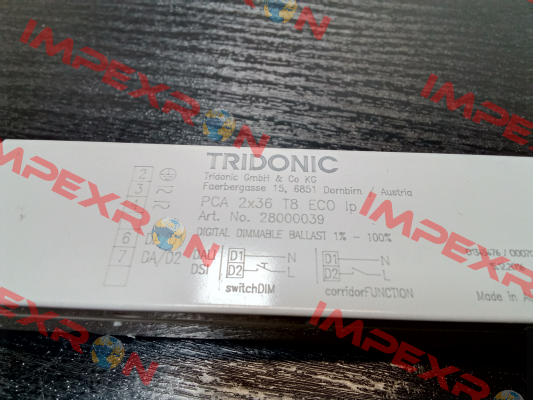 IMPEXRON
IMPEXRON
IMPEXRON
TRIDONIC
Tridonic GmbH & Co KG
Faerbergasse 15, 6851 Dornbirn / Austria
PCA 2x36 T8 ECO lp
Art. No. 28000039
DIGITAL DIMMABLE BALLAST 1% - 100%
2
3
6
7 DA/D2
DALI
DSI
D1 N
D2 L
switchDIM
D1 N
D2 L
corridorFUNCTION
Made in
IMPEXRON
IMPEXRON